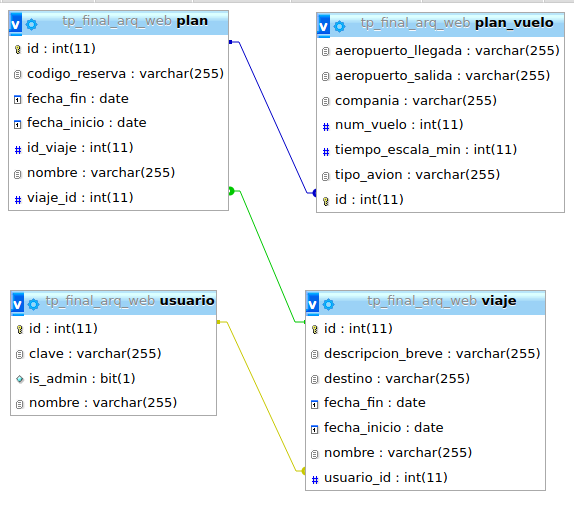 tp_final_arq_web plan
id : int(11)
codigo_reserva : varchar(255)
fecha_fin : date
fecha_inicio : date
id_viaje : int(11)
nombre : varchar(255)
viaje_id : int(11)
tp_final_arq_web plan_vuelo
aeropuerto_llegada : varchar(255)
aeropuerto_salida : varchar(255)
compania : varchar(255)
num_vuelo : int(11)
tiempo_escala_min : int(11)
tipo_avion : varchar(255)
id : int(11)
tp_final_arq_web usuario
id : int(11)
clave : varchar(255)
is_admin : bit(1)
nombre : varchar(255)
tp_final_arq_web viaje
id : int(11)
descripcion_breve : varchar(255)
destino : varchar(255)
fecha_fin : date
fecha_inicio : date
nombre : varchar(255)
usuario_id : int(11)